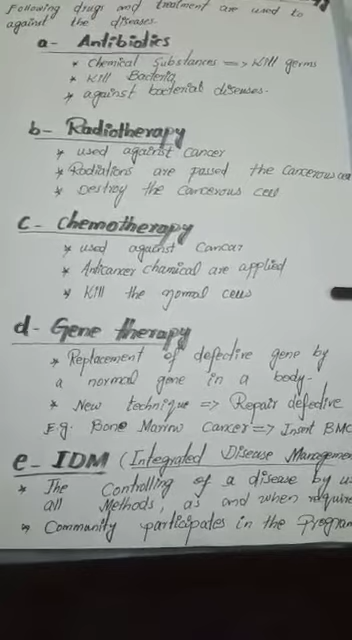 Following drugs and treatment are used to
against the diseases.
a- Antibiotics
* chemical substances => Kill germs
* Kill Bacteria
* against bacterial diseases.
b- Radiotherapy
* used against cancer
* Radiations are passed the cancerous
* Destroy the cancerous cell
c- Chemotherapy
* used against cancer
* Anticancer chemical are applied
* Kill the normal cells
d- Gene therapy
* Replacement of defective gene by
a normal gene in a body-
* New technique => Repair defective
E.g: Bone Marrow Cancer => Insert BMC
e- IDM (Integrated Disease Management
* The Controlling of a disease by
all Methods, as and when require
* Community participates in the Program